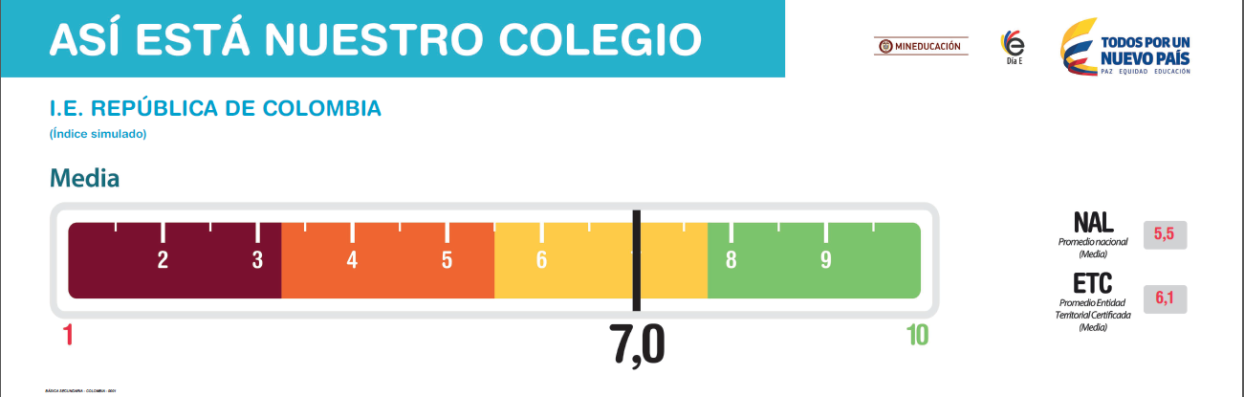 ASÍ ESTÁ NUESTRO COLEGIO
MINEDUCACIÓN
Día E
TODOS POR UN
NUEVO PAÍS
PAZ EQUIDAD EDUCACIÓN
I.E. REPÚBLICA DE COLOMBIA
(Índice simulado)
Media
2 3 4 5 6 8 9
1 7,0 10
NAL
Promedio nacional
(Media)
5,5
ETC
Promedio Entidad
Territorial Certificada
(Media)
6,1